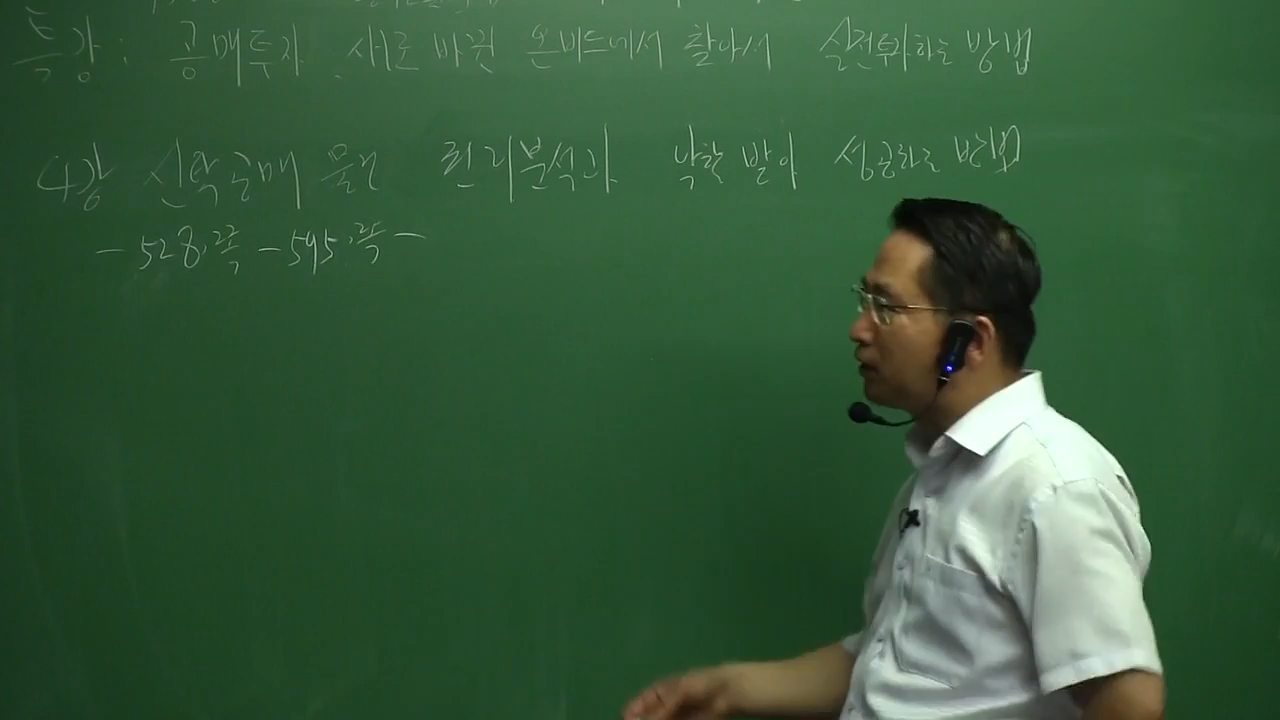 특강: 공매투자 새로 바뀐 온비드에서 찾아서 실전투자하는 방법
4강 신탁공매 물건 권리분석과 낙찰 받아 성공하는 방법
- 528쪽 - 595쪽 -